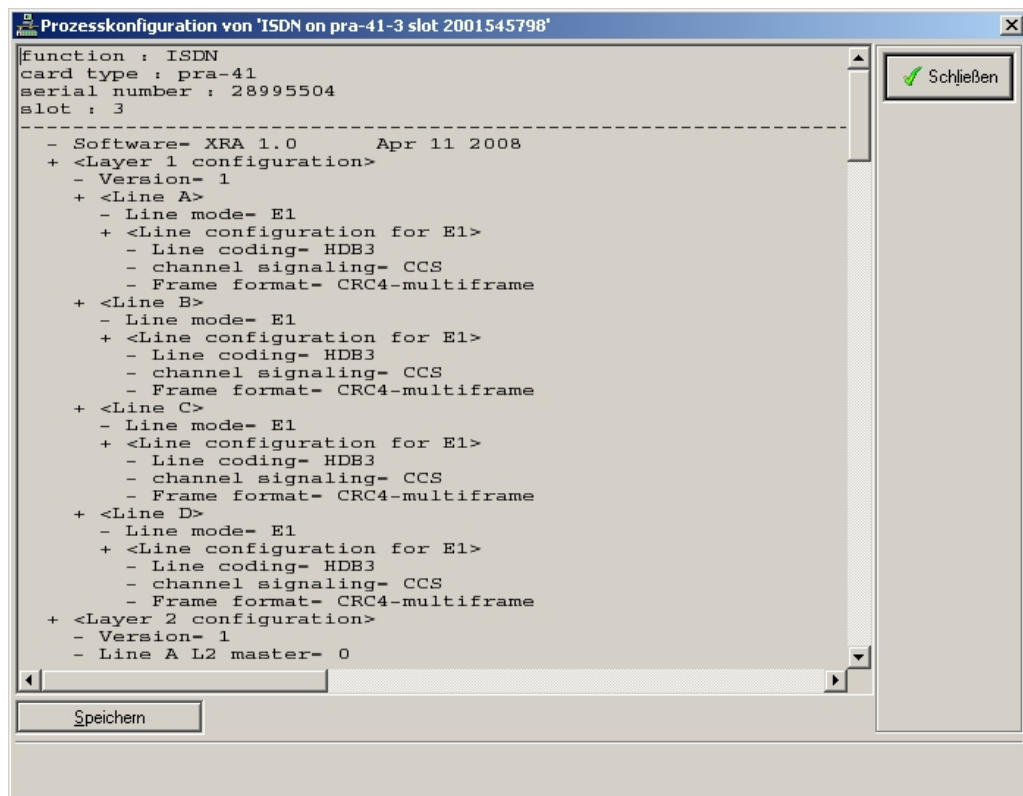 Prozesskonfiguration von 'ISDN on pra-41-3 slot 2001545798'
function : ISDN
card type : pra-41
serial number : 28995504
slot : 3
--------------------------------------------------------------
- Software= XRA 1.0 Apr 11 2008
+ <Layer 1 configuration>
- Version= 1
+ <Line A>
- Line mode= E1
+ <Line configuration for E1>
- Line coding= HDB3
- channel signaling= CCS
- Frame format= CRC4-multiframe
+ <Line B>
- Line mode= E1
+ <Line configuration for E1>
- Line coding= HDB3
- channel signaling= CCS
- Frame format= CRC4-multiframe
+ <Line C>
- Line mode= E1
+ <Line configuration for E1>
- Line coding= HDB3
- channel signaling= CCS
- Frame format= CRC4-multiframe
+ <Line D>
- Line mode= E1
+ <Line configuration for E1>
- Line coding= HDB3
- channel signaling= CCS
- Frame format= CRC4-multiframe
+ <Layer 2 configuration>
- Version= 1
- Line A L2 master= 0
Schließen
Speichern